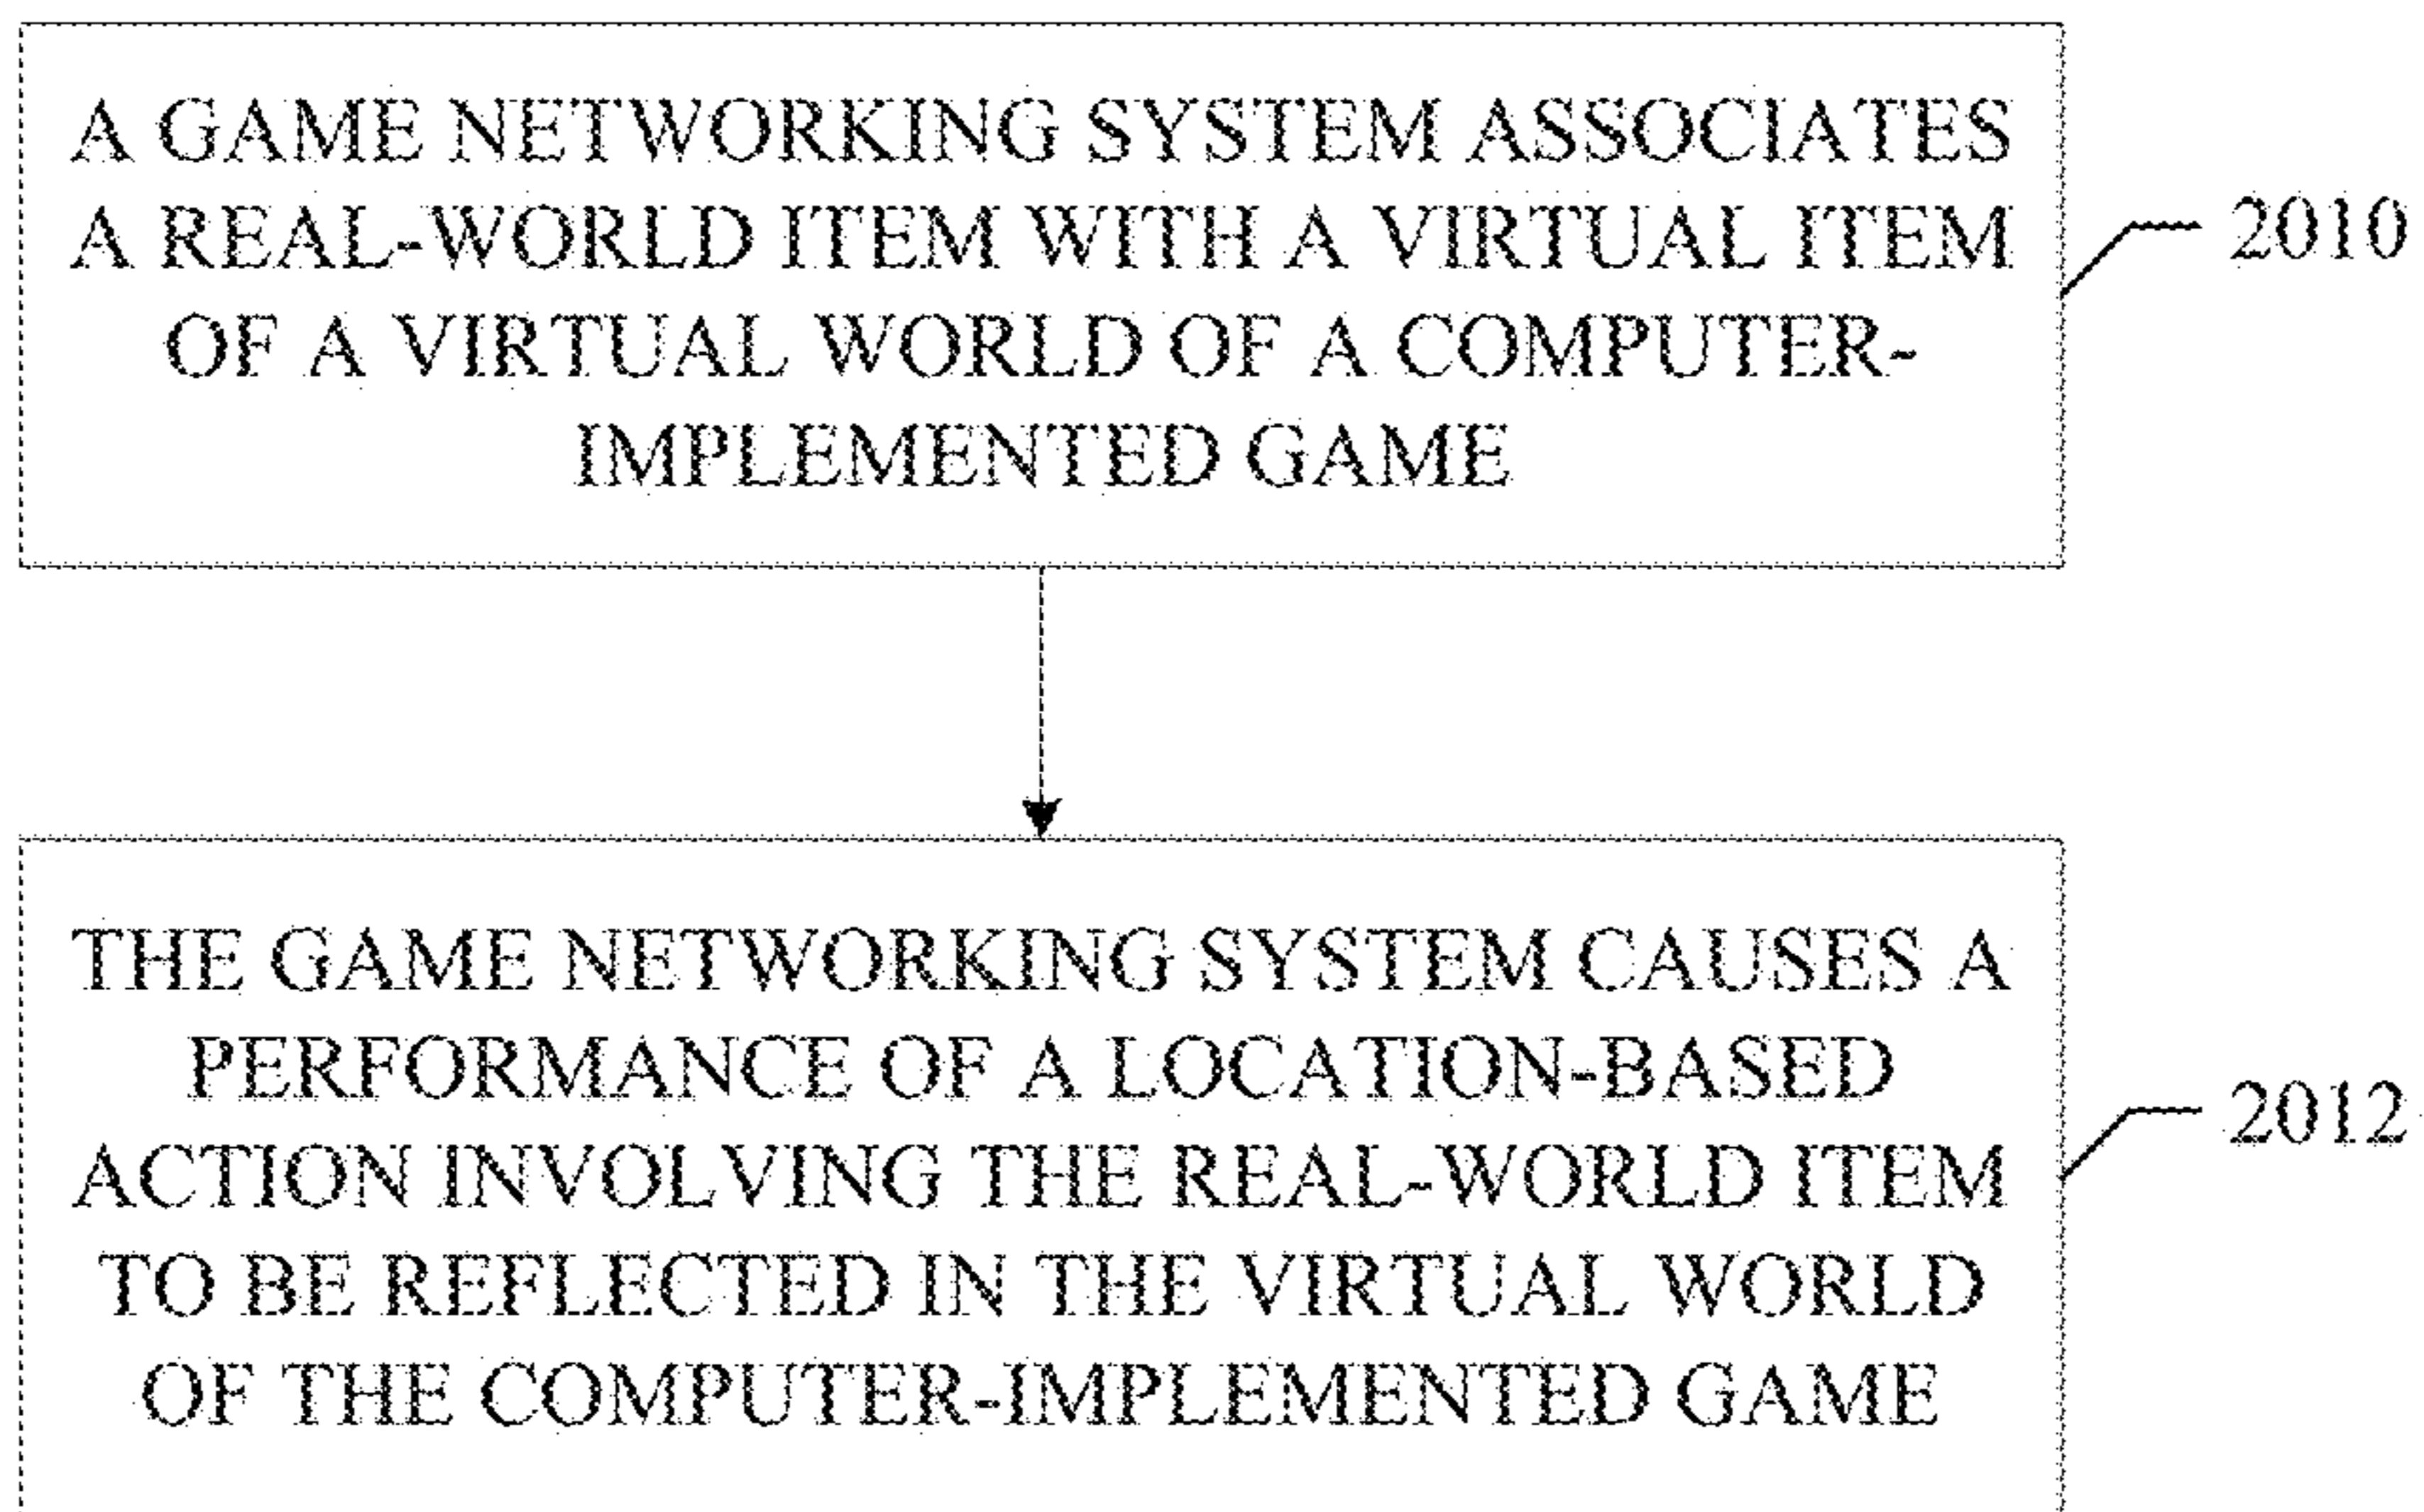 A GAME NETWORKING SYSTEM ASSOCIATES
A REAL-WORLD ITEM WITH A VIRTUAL ITEM
OF A VIRTUAL WORLD OF A COMPUTER-
IMPLEMENTED GAME
2010
THE GAME NETWORKING SYSTEM CAUSES A
PERFORMANCE OF A LOCATION-BASED
ACTION INVOLVING THE REAL-WORLD ITEM
TO BE REFLECTED IN THE VIRTUAL WORLD
OF THE COMPUTER-IMPLEMENTED GAME
2012